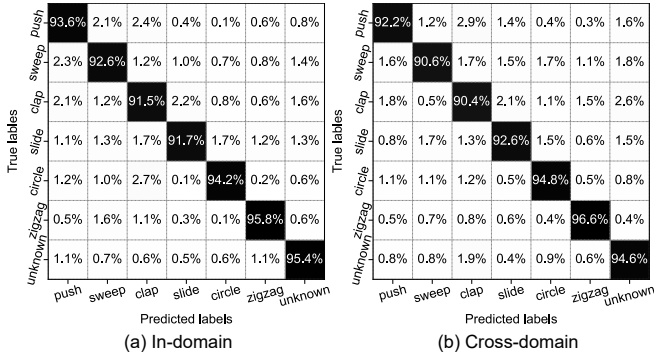 push 93.6% 2.1% 2.4% 0.4% 0.1% 0.6% 0.8%
sweep 2.3% 92.6% 1.2% 1.0% 0.7% 0.8% 1.4%
clap 2.1% 1.2% 91.5% 2.2% 0.8% 0.6% 1.6%
slide 1.1% 1.3% 1.7% 91.7% 1.7% 1.2% 1.3%
circle 1.2% 1.0% 2.7% 0.1% 94.2% 0.2% 0.6%
zigzag 0.5% 1.6% 1.1% 0.3% 0.1% 95.8% 0.6%
unknown 1.1% 0.7% 0.6% 0.5% 0.6% 1.1% 95.4%
True lables
push sweep clap slide circle zigzag unknown
Predicted labels
(a) In-domain
push 92.2% 1.2% 2.9% 1.4% 0.4% 0.3% 1.6%
sweep 1.6% 90.6% 1.7% 1.5% 1.7% 1.1% 1.8%
clap 1.8% 0.5% 90.4% 2.1% 1.1% 1.5% 2.6%
slide 0.8% 1.7% 1.3% 92.6% 1.5% 0.6% 1.5%
circle 1.1% 1.1% 1.2% 0.5% 94.8% 0.5% 0.8%
zigzag 0.5% 0.7% 0.8% 0.6% 0.4% 96.6% 0.4%
unknown 0.8% 0.8% 1.9% 0.4% 0.9% 0.6% 94.6%
True lables
push sweep clap slide circle zigzag unknown
Predicted labels
(b) Cross-domain